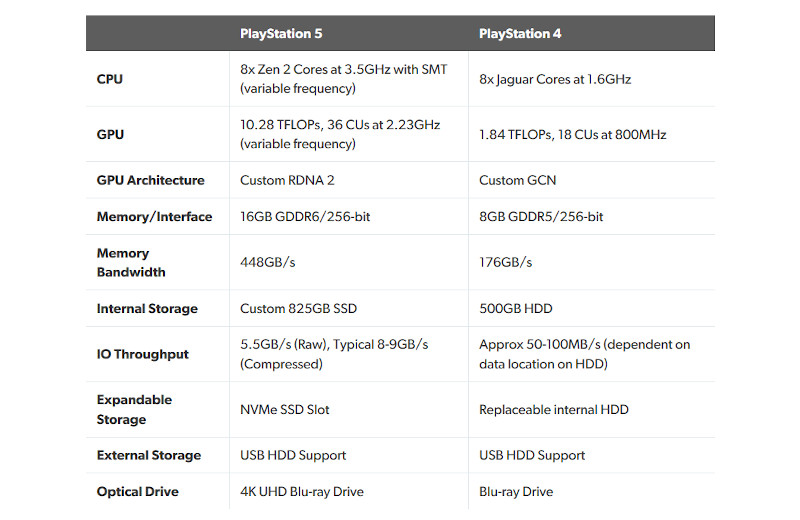 PlayStation 5 PlayStation 4
CPU 8x Zen 2 Cores at 3.5GHz with SMT 8x Jaguar Cores at 1.6GHz
(variable frequency)
GPU 10.28 TFLOPs, 36 CUs at 2.23GHz 1.84 TFLOPs, 18 CUs at 800MHz
(variable frequency)
GPU Architecture Custom RDNA 2 Custom GCN
Memory/Interface 16GB GDDR6/256-bit 8GB GDDR5/256-bit
Memory
Bandwidth 448GB/s 176GB/s
Internal Storage Custom 825GB SSD 500GB HDD
IO Throughput 5.5GB/s (Raw), Typical 8-9GB/s Approx 50-100MB/s (dependent on
(Compressed) data location on HDD)
Expandable
Storage NVMe SSD Slot Replaceable internal HDD
External Storage USB HDD Support USB HDD Support
Optical Drive 4K UHD Blu-ray Drive Blu-ray Drive